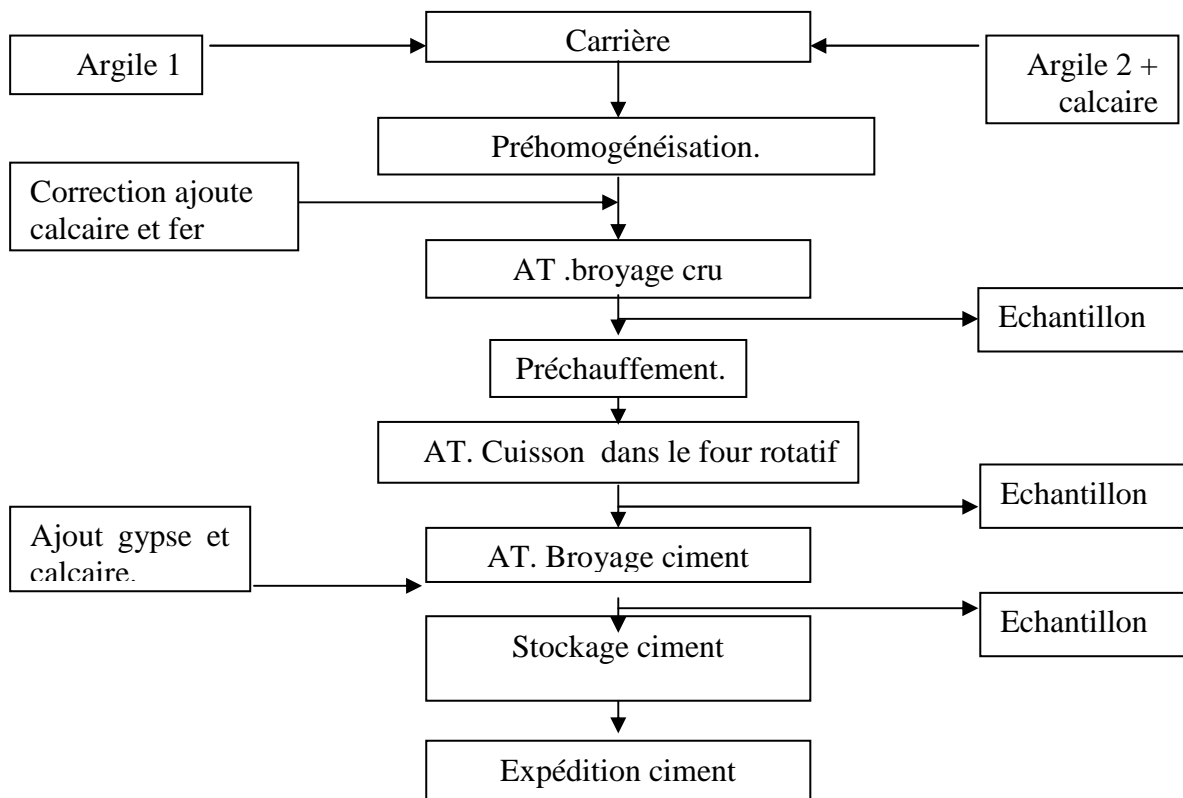 Carrière
Argile 1
Argile 2 +
calcaire
Préhomogénéisation.
Correction ajoute
calcaire et fer
AT .broyage cru
Echantillon
Préchauffement.
AT. Cuisson dans le four rotatif
Echantillon
Ajout gypse et
calcaire.
AT. Broyage ciment
Echantillon
Stockage ciment
Expédition ciment